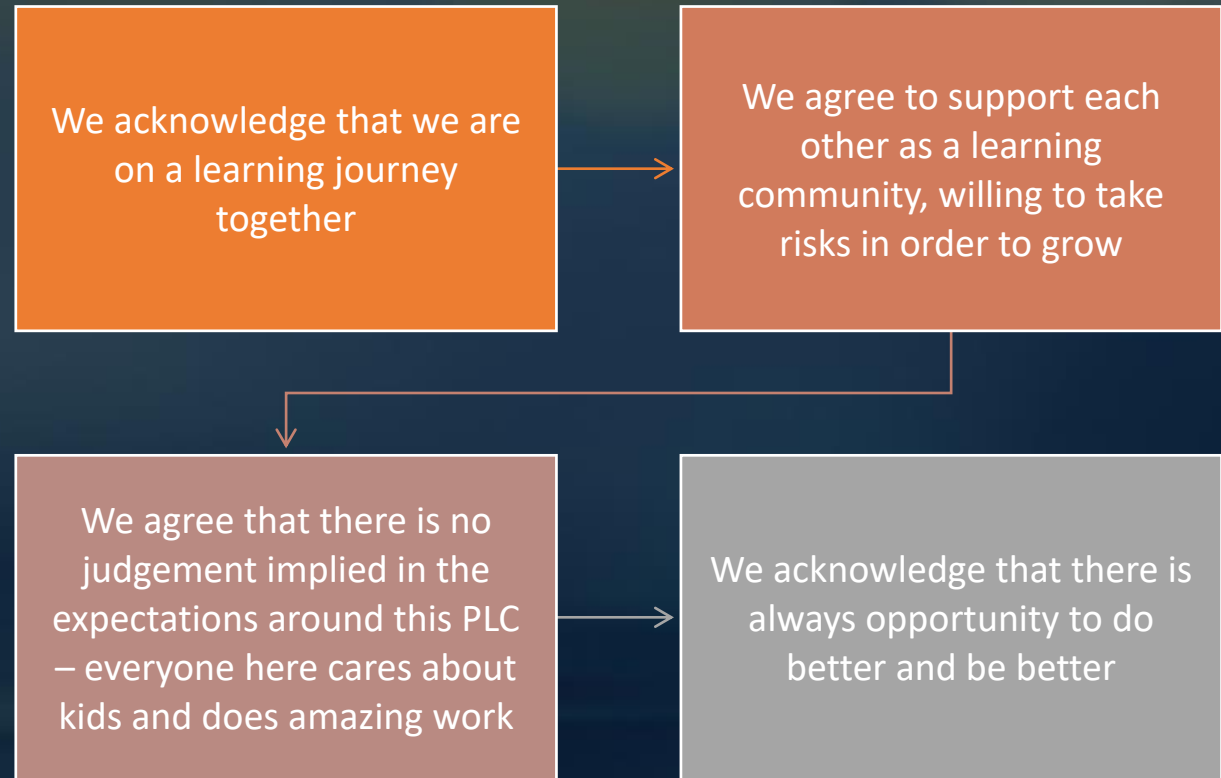 We acknowledge that we are
on a learning journey
together
We agree to support each
other as a learning
community, willing to take
risks in order to grow
We agree that there is no
judgement implied in the
expectations around this PLC
– everyone here cares about
kids and does amazing work
We acknowledge that there is
always opportunity to do
better and be better